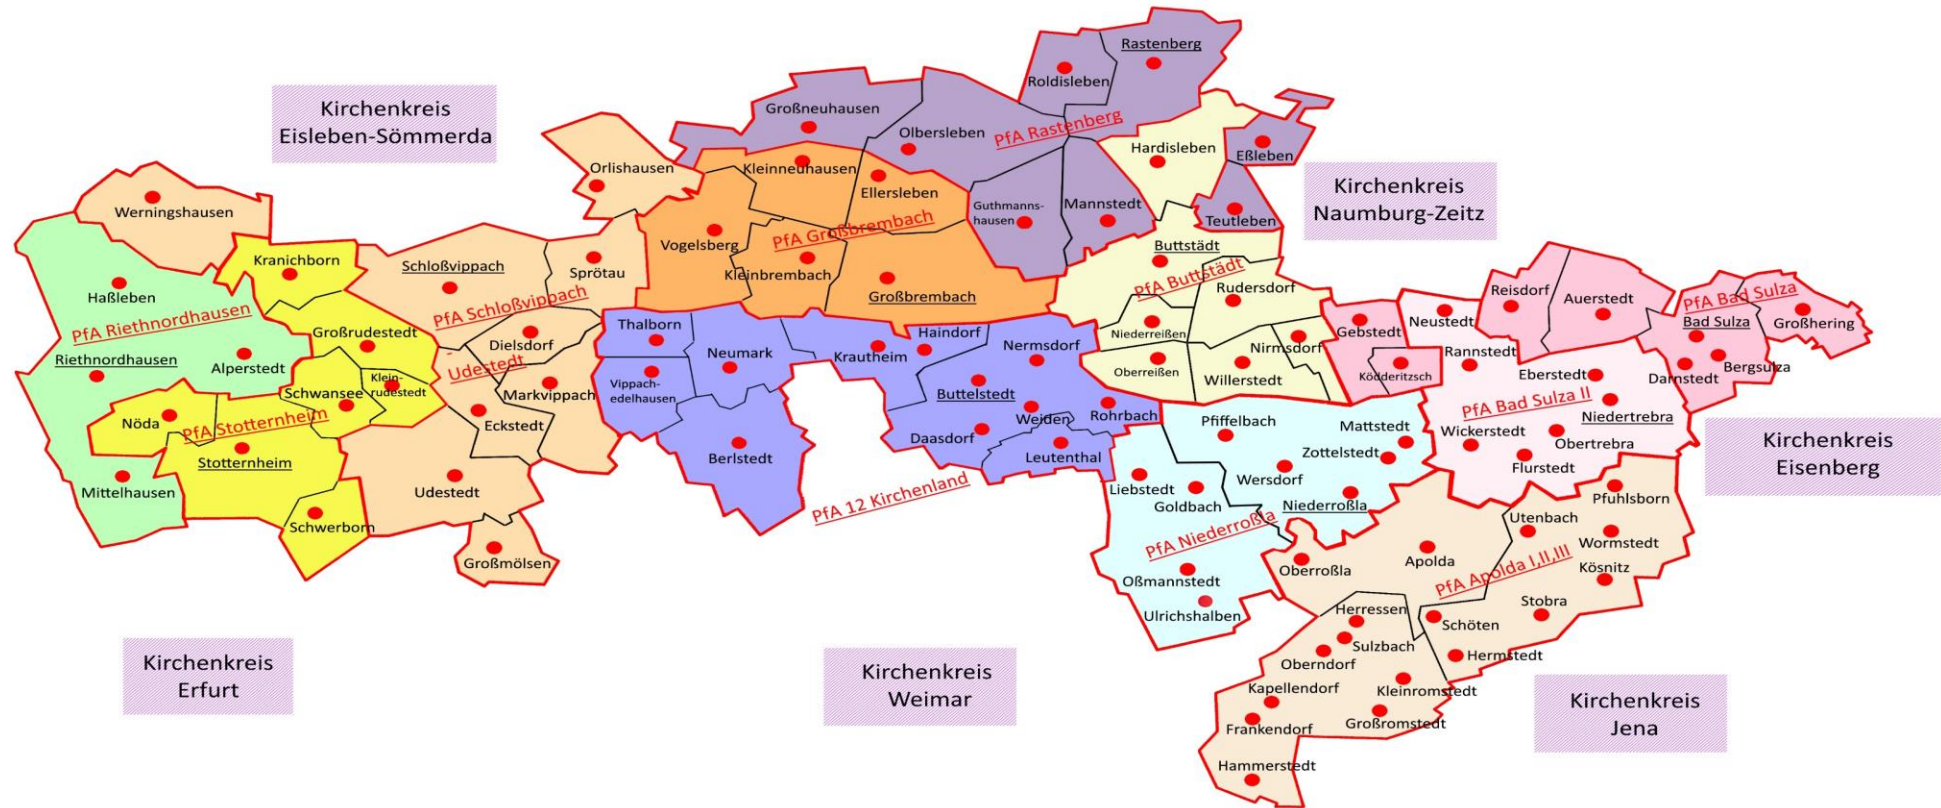 Kirchenkreis
Eisleben-Sömmerda
Kirchenkreis
Naumburg-Zeitz
Kirchenkreis
Eisenberg
Kirchenkreis
Erfurt
Kirchenkreis
Weimar
Kirchenkreis
Jena
Werningshausen
Haßleben
PfA Riethnordhausen
Riethnordhausen
Alperstedt
Mittelhausen
Kranichborn
Großrudestedt
Schwansee
Klein-
rudestedt
Nöda
PfA Stotternheim
Stotternheim
Schwerborn
Orlishausen
Schloßvippach
Sprötau
PfA Schloßvippach
-
Udestedt
Dielsdorf
Markvippach
Eckstedt
Udestedt
Großmölsen
Großneuhausen
Olbersleben
Roldisleben
Rastenberg
PfA Rastenberg
Guthmanns-
hausen
Mannstedt
Eßleben
Teutleben
Kleinneuhausen
Ellersleben
Vogelsberg
PfA Großbrembach
Kleinbrembach
Großbrembach
Thalborn
Neumark
Vippach-
edelhausen
Berlstedt
Krautheim
Haindorf
Nermsdorf
Buttelstedt
Weiden
Rohrbach
Daasdorf
Leutenthal
PfA 12 Kirchenland
Hardisleben
Buttstädt
PfA Buttstädt
Rudersdorf
Niederreißen
Oberreißen
Nirmsdorf
Willerstedt
Gebstedt
Ködderitzsch
Reisdorf
Auerstedt
PfA Bad Sulza
Bad Sulza
Großhering
Bergsulza
Darnstedt
Neustedt
Rannstedt
Eberstedt
PfA Bad Sulza II
Niedertrebra
Wickerstedt
Obertrebra
Flurstedt
Pfiffelbach
Mattstedt
Zottelstedt
Wersdorf
Liebstedt
Goldbach
Niederroßla
PfA Niederroßla
Oßmannstedt
Ulrichshalben
Oberroßla
Apolda
Utenbach
Pfuhlsborn
Wormstedt
Kösnitz
PfA Apolda I,II,III
Stobra
Schöten
Hermstedt
Herressen
Sulzbach
Oberndorf
Kapellendorf
Kleinromstedt
Frankendorf
Großromstedt
Hammerstedt